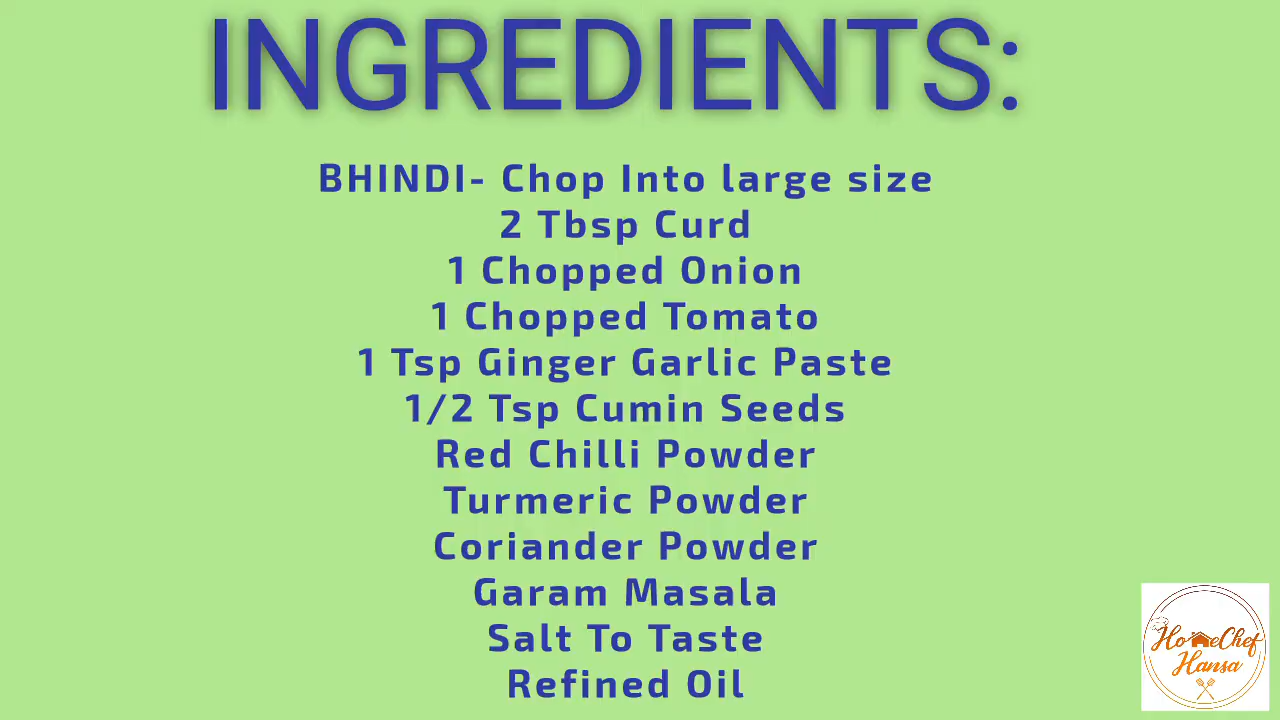 INGREDIENTS:
BHINDI- Chop Into large size
2 Tbsp Curd
1 Chopped Onion
1 Chopped Tomato
1 Tsp Ginger Garlic Paste
1/2 Tsp Cumin Seeds
Red Chilli Powder
Turmeric Powder
Coriander Powder
Garam Masala
Salt To Taste
Refined Oil
HomeChef
Hansa